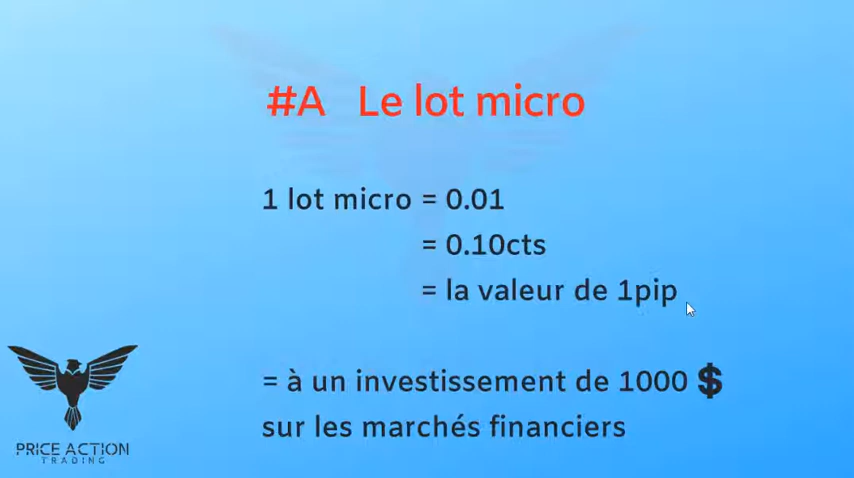 #A Le lot micro
1 lot micro = 0.01
= 0.10cts
= la valeur de 1pip
= à un investissement de 1000 $
sur les marchés financiers
PRICE ACTION
TRADING